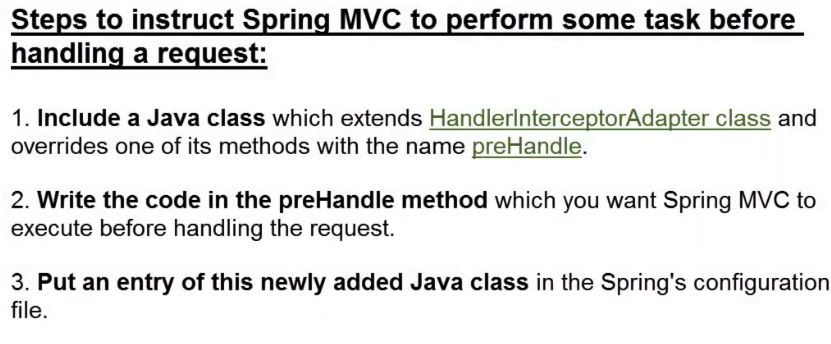 Steps to instruct Spring MVC to perform some task before
handling a request:
1. Include a Java class which extends HandlerInterceptorAdapter class and
overrides one of its methods with the name preHandle.
2. Write the code in the preHandle method which you want Spring MVC to
execute before handling the request.
3. Put an entry of this newly added Java class in the Spring's configuration
file.